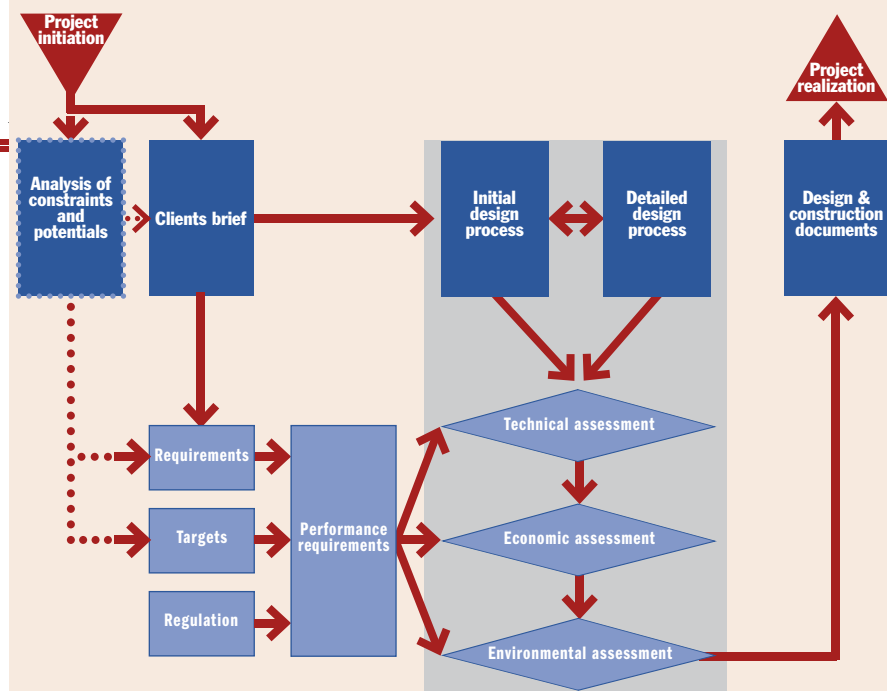 Project
initiation
Project
realization
Analysis of
constraints
and
potentials
Clients brief
Initial
design
process
Detailed
design
process
Design &
construction
documents
Technical assessment
Requirements
Performance
requirements
Targets
Economic assessment
Regulation
Environmental assessment